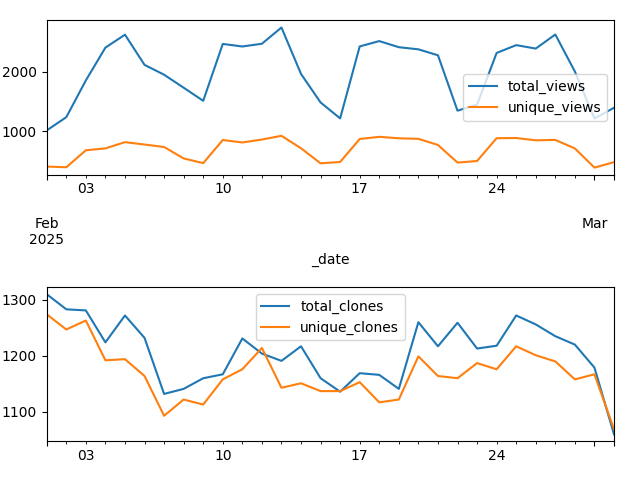 2000
1000
total_views
unique_views
03
10
17
24
Feb
2025
Mar
_date
1300
1200
1100
total_clones
unique_clones
03
10
17
24